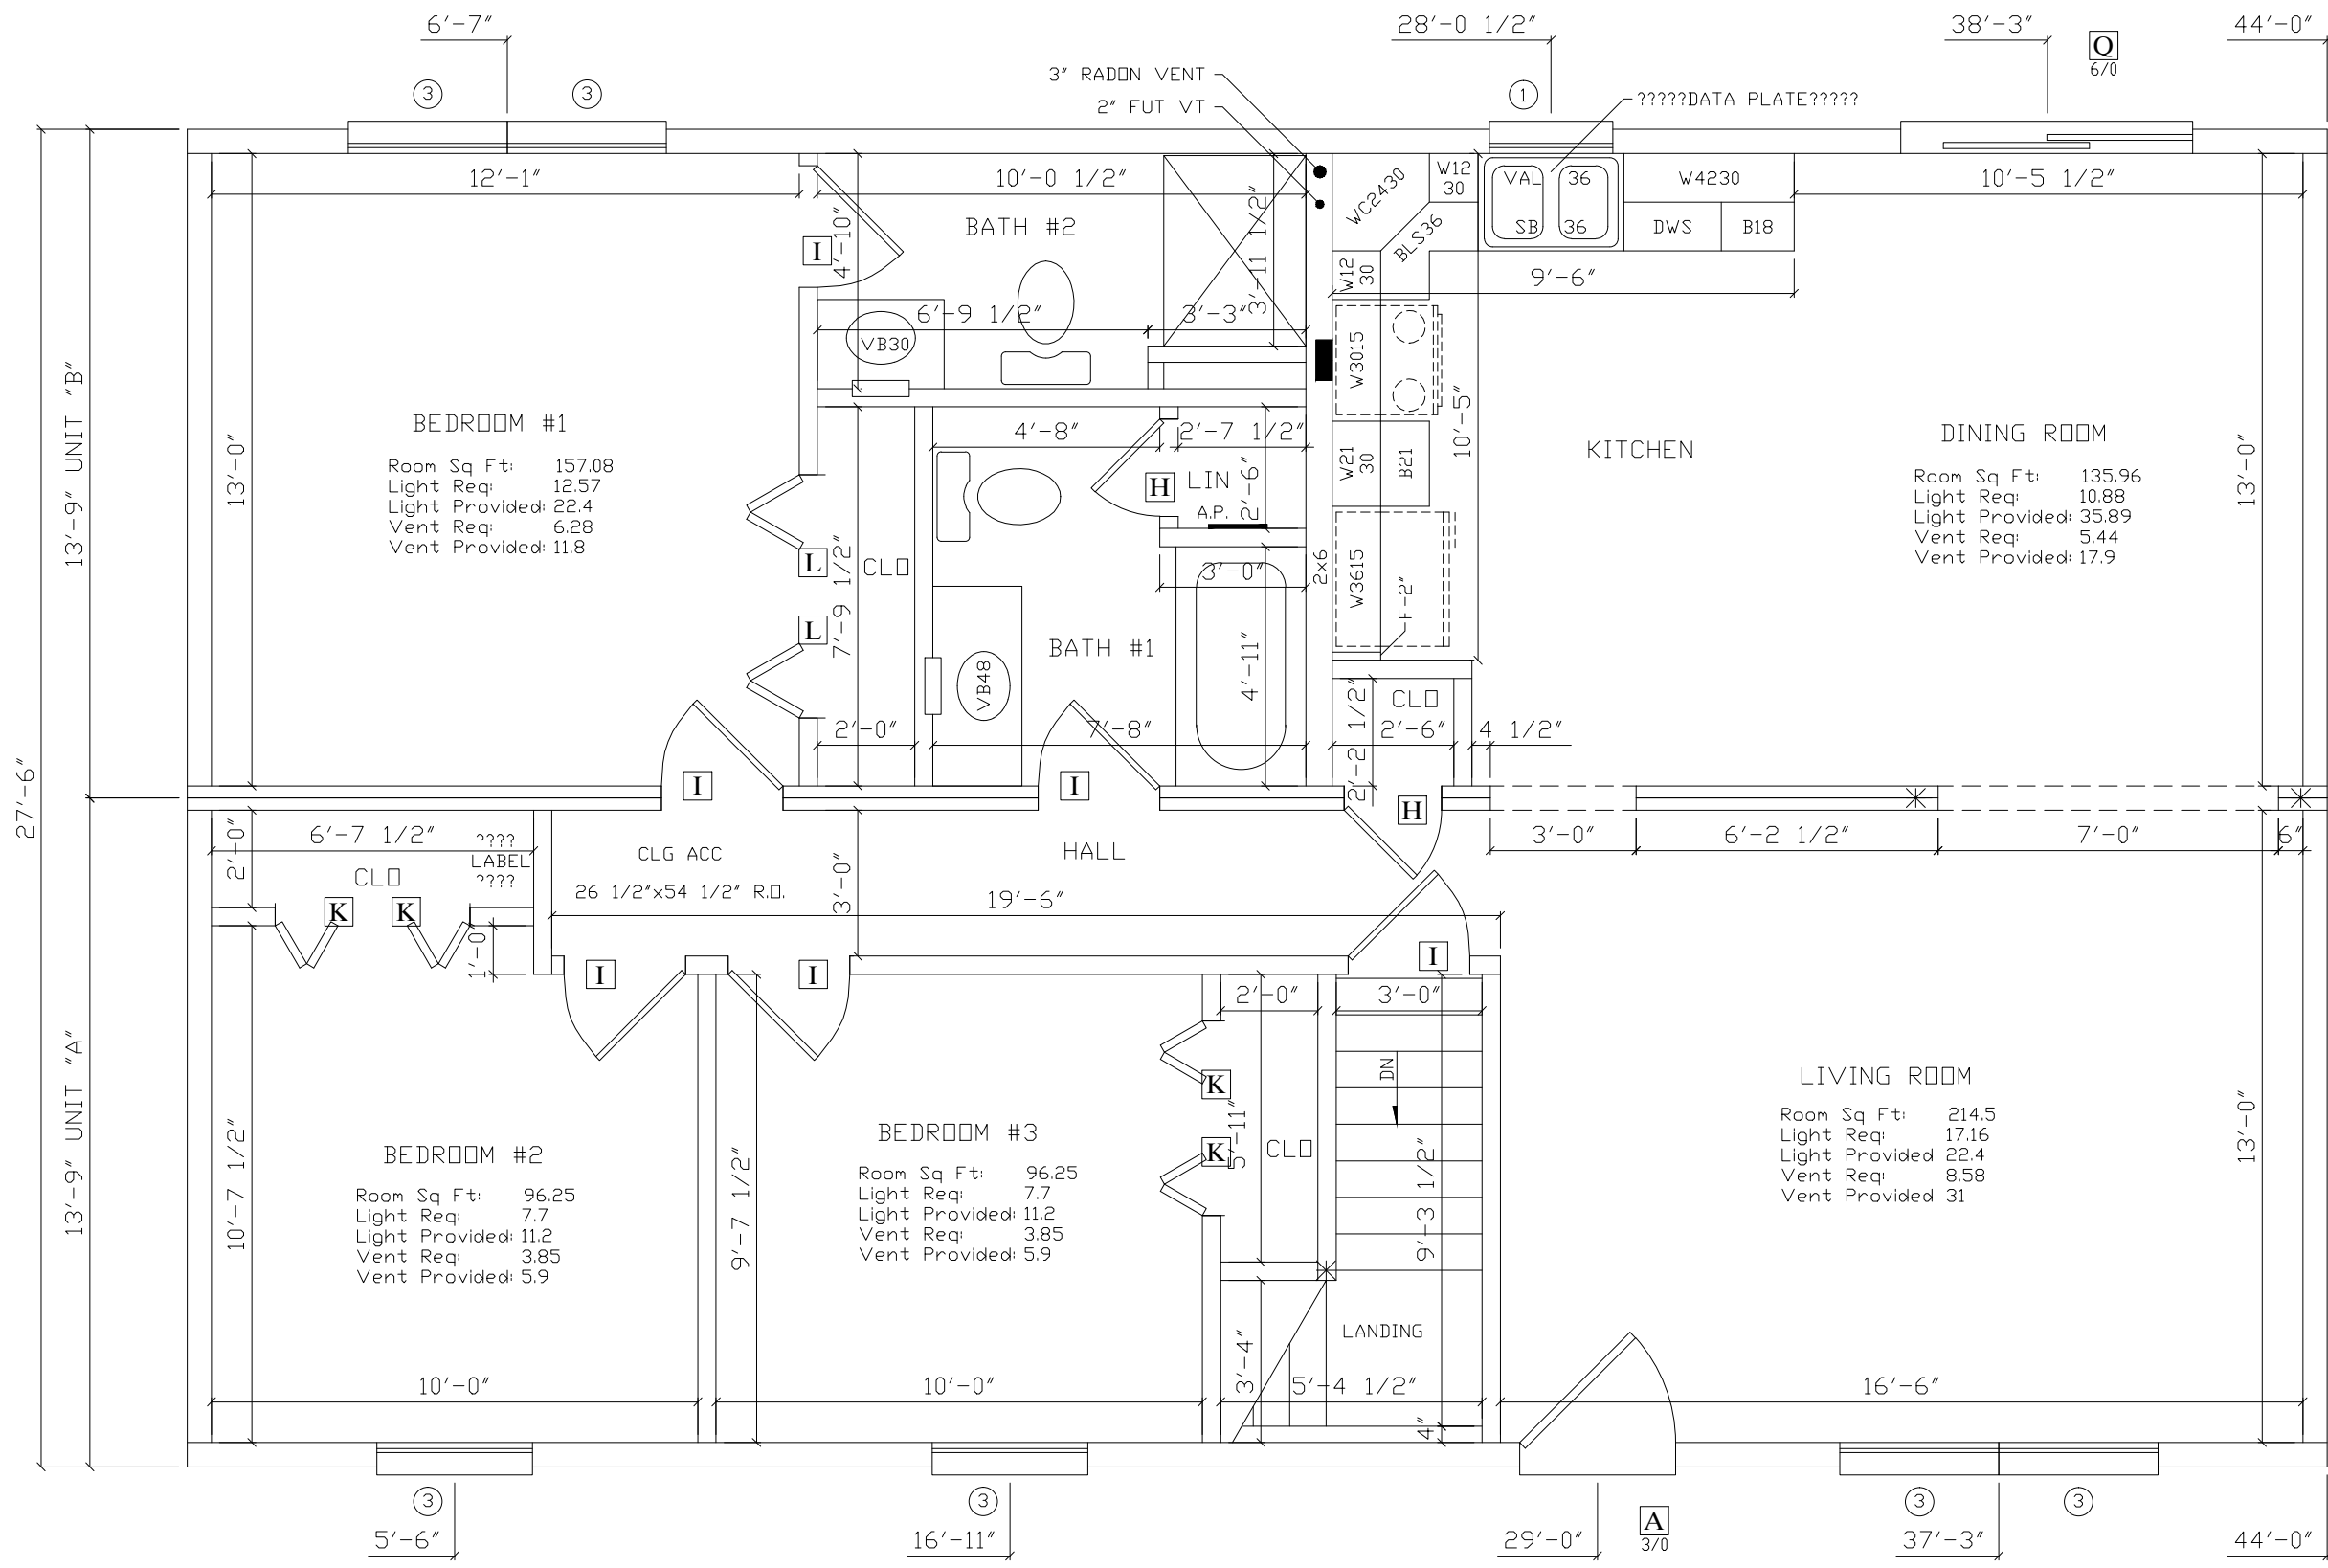 6'-7"
28'-0 1/2"
38'-3"
44'-0"
Q
6/0
3" RADON VENT
2" FUT VT
3
3
1
?????DATA PLATE?????
12'-1"
10'-0 1/2"
10'-5 1/2"
WC2430
W12
30
VAL 36
SB 36
W4230
DWS
B18
BLS36
I
4'-10"
BATH #2
3'-11 1/2"
W12
30
9'-6"
6'-9 1/2"
3'-3"
VB30
W3015
10'-5"
13'-9" UNIT "B"
13'-0"
BEDROOM #1
Room Sq Ft: 157.08
Light Req: 12.57
Light Provided: 22.4
Vent Req: 6.28
Vent Provided: 11.8
4'-8"
2'-7 1/2"
H
LIN
A.P.
2'-6"
W21
30
B21
KITCHEN
DINING ROOM
Room Sq Ft: 135.96
Light Req: 10.88
Light Provided: 35.89
Vent Req: 5.44
Vent Provided: 17.9
13'-0"
L
L
7'-9 1/2"
CLO
3'-0"
2x6
W3615
F-2"
BATH #1
4'-11"
VB48
CLO
2'-0"
7'-8"
2'-2 1/2"
2'-6"
4 1/2"
27'-6"
I
I
H
3'-0"
6'-2 1/2"
7'-0"
6"
2'-0"
6'-7 1/2"
????
LABEL
????
CLO
K
K
1'-0"
CLG ACC
26 1/2"x54 1/2" R.O.
3'-0"
HALL
19'-6"
I
I
I
2'-0"
3'-0"
DN
13'-9" UNIT "A"
10'-7 1/2"
BEDROOM #2
Room Sq Ft: 96.25
Light Req: 7.7
Light Provided: 11.2
Vent Req: 3.85
Vent Provided: 5.9
9'-7 1/2"
BEDROOM #3
Room Sq Ft: 96.25
Light Req: 7.7
Light Provided: 11.2
Vent Req: 3.85
Vent Provided: 5.9
K
K
5'-11"
CLO
9'-3 1/2"
LIVING ROOM
Room Sq Ft: 214.5
Light Req: 17.16
Light Provided: 22.4
Vent Req: 8.58
Vent Provided: 31
13'-0"
LANDING
3'-4"
10'-0"
10'-0"
5'-4 1/2"
16'-6"
4"
3
3
3
3
A
3/0
5'-6"
16'-11"
29'-0"
37'-3"
44'-0"